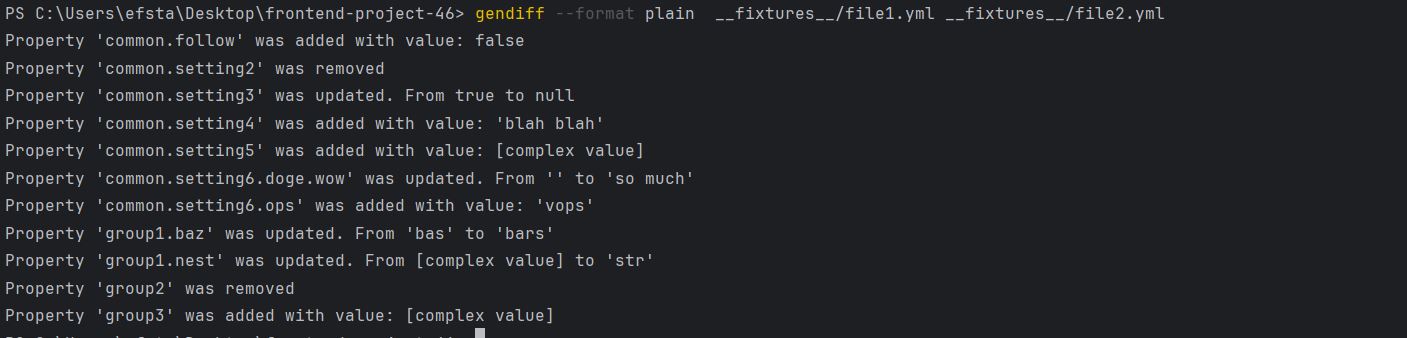 PS C:\Users\efsta\Desktop\frontend-project-46> gendiff --format plain  __fixtures__/file1.yml __fixtures__/file2.yml
Property 'common.follow' was added with value: false
Property 'common.setting2' was removed
Property 'common.setting3' was updated. From true to null
Property 'common.setting4' was added with value: 'blah blah'
Property 'common.setting5' was added with value: [complex value]
Property 'common.setting6.doge.wow' was updated. From '' to 'so much'
Property 'common.setting6.ops' was added with value: 'vops'
Property 'group1.baz' was updated. From 'bas' to 'bars'
Property 'group1.nest' was updated. From [complex value] to 'str'
Property 'group2' was removed
Property 'group3' was added with value: [complex value]